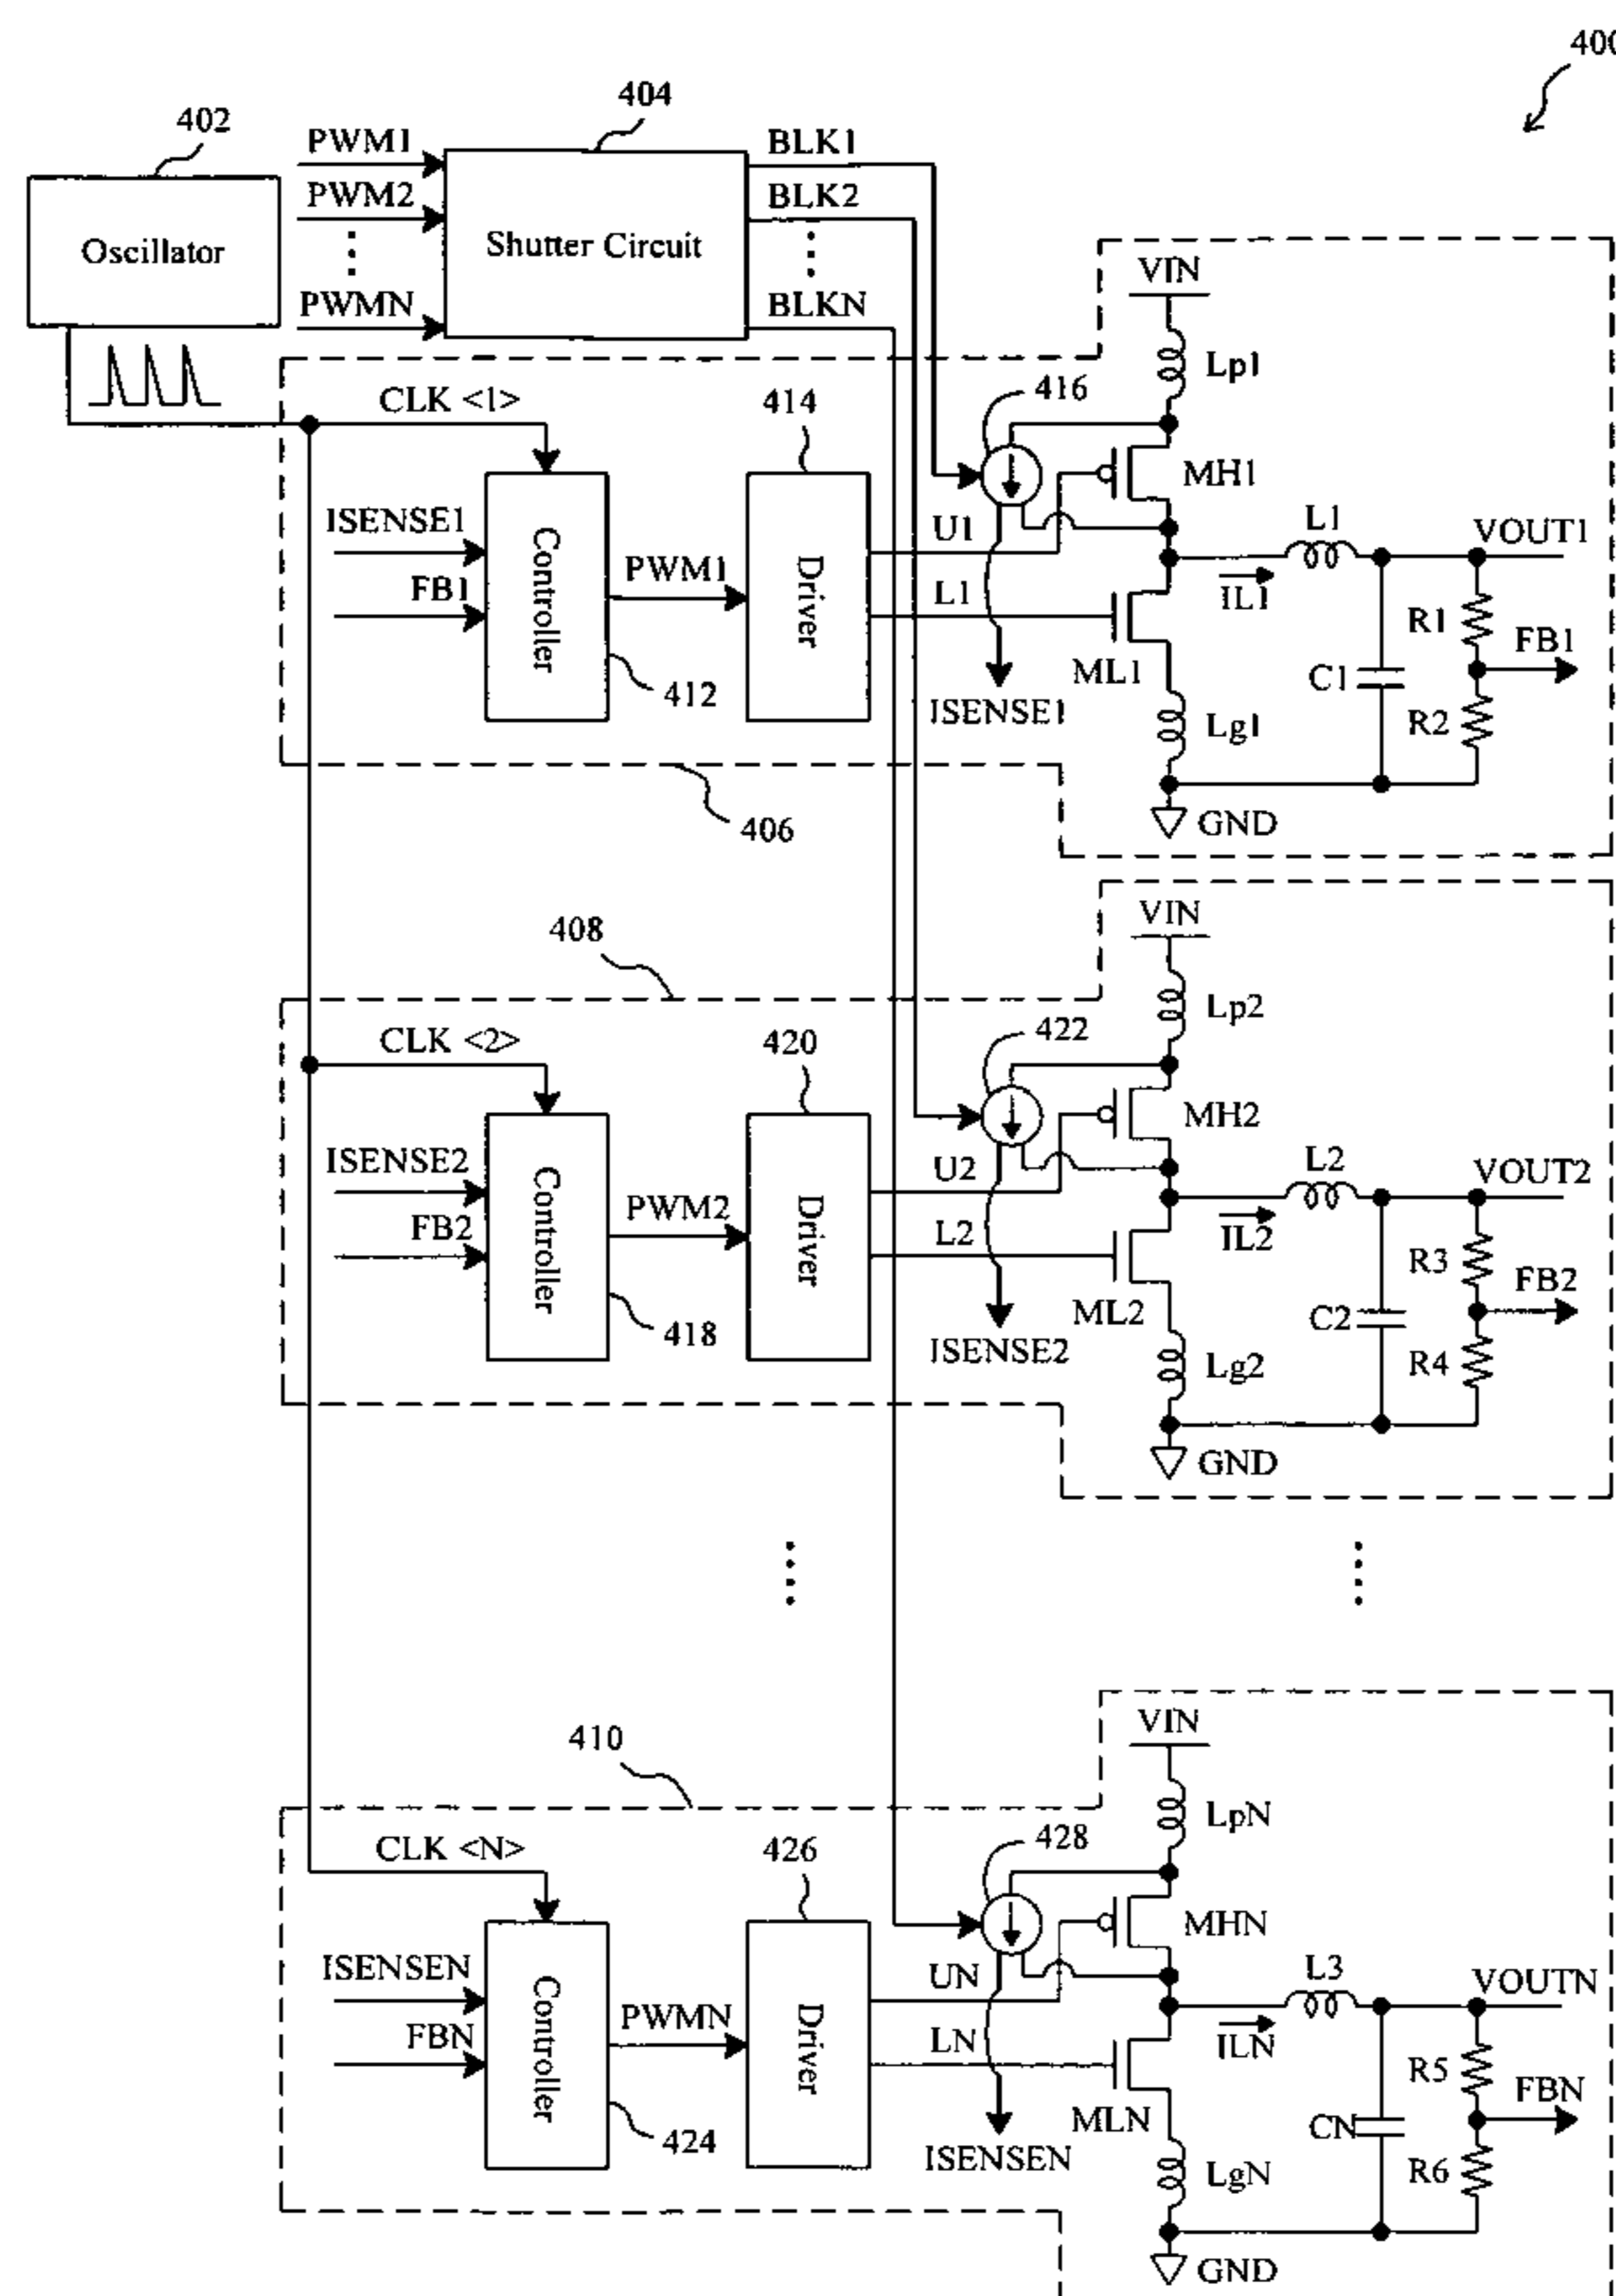 400
402
404
PWM1
BLK1
PWM2
BLK2
Oscillator
Shutter Circuit
PWMN
BLKN
VIN
Lp1
CLK <1>
414
416
MH1
ISENSE1
U1
L1
VOUT1
Controller
PWM1
Driver
FB1
L1
IL1
R1
FB1
412
ML1
C1
ISENSE1
Lg1
R2
406
GND
VIN
408
Lp2
CLK <2>
420
422
MH2
ISENSE2
U2
L2
VOUT2
Controller
PWM2
Driver
FB2
L2
IL2
R3
FB2
418
ML2
C2
ISENSE2
Lg2
R4
GND
VIN
410
LpN
CLK <N>
426
428
MHN
ISENSEN
UN
L3
VOUTN
Controller
PWMN
Driver
FBN
LN
ILN
R5
FBN
424
MLN
CN
ISENSEN
LgN
R6
GND